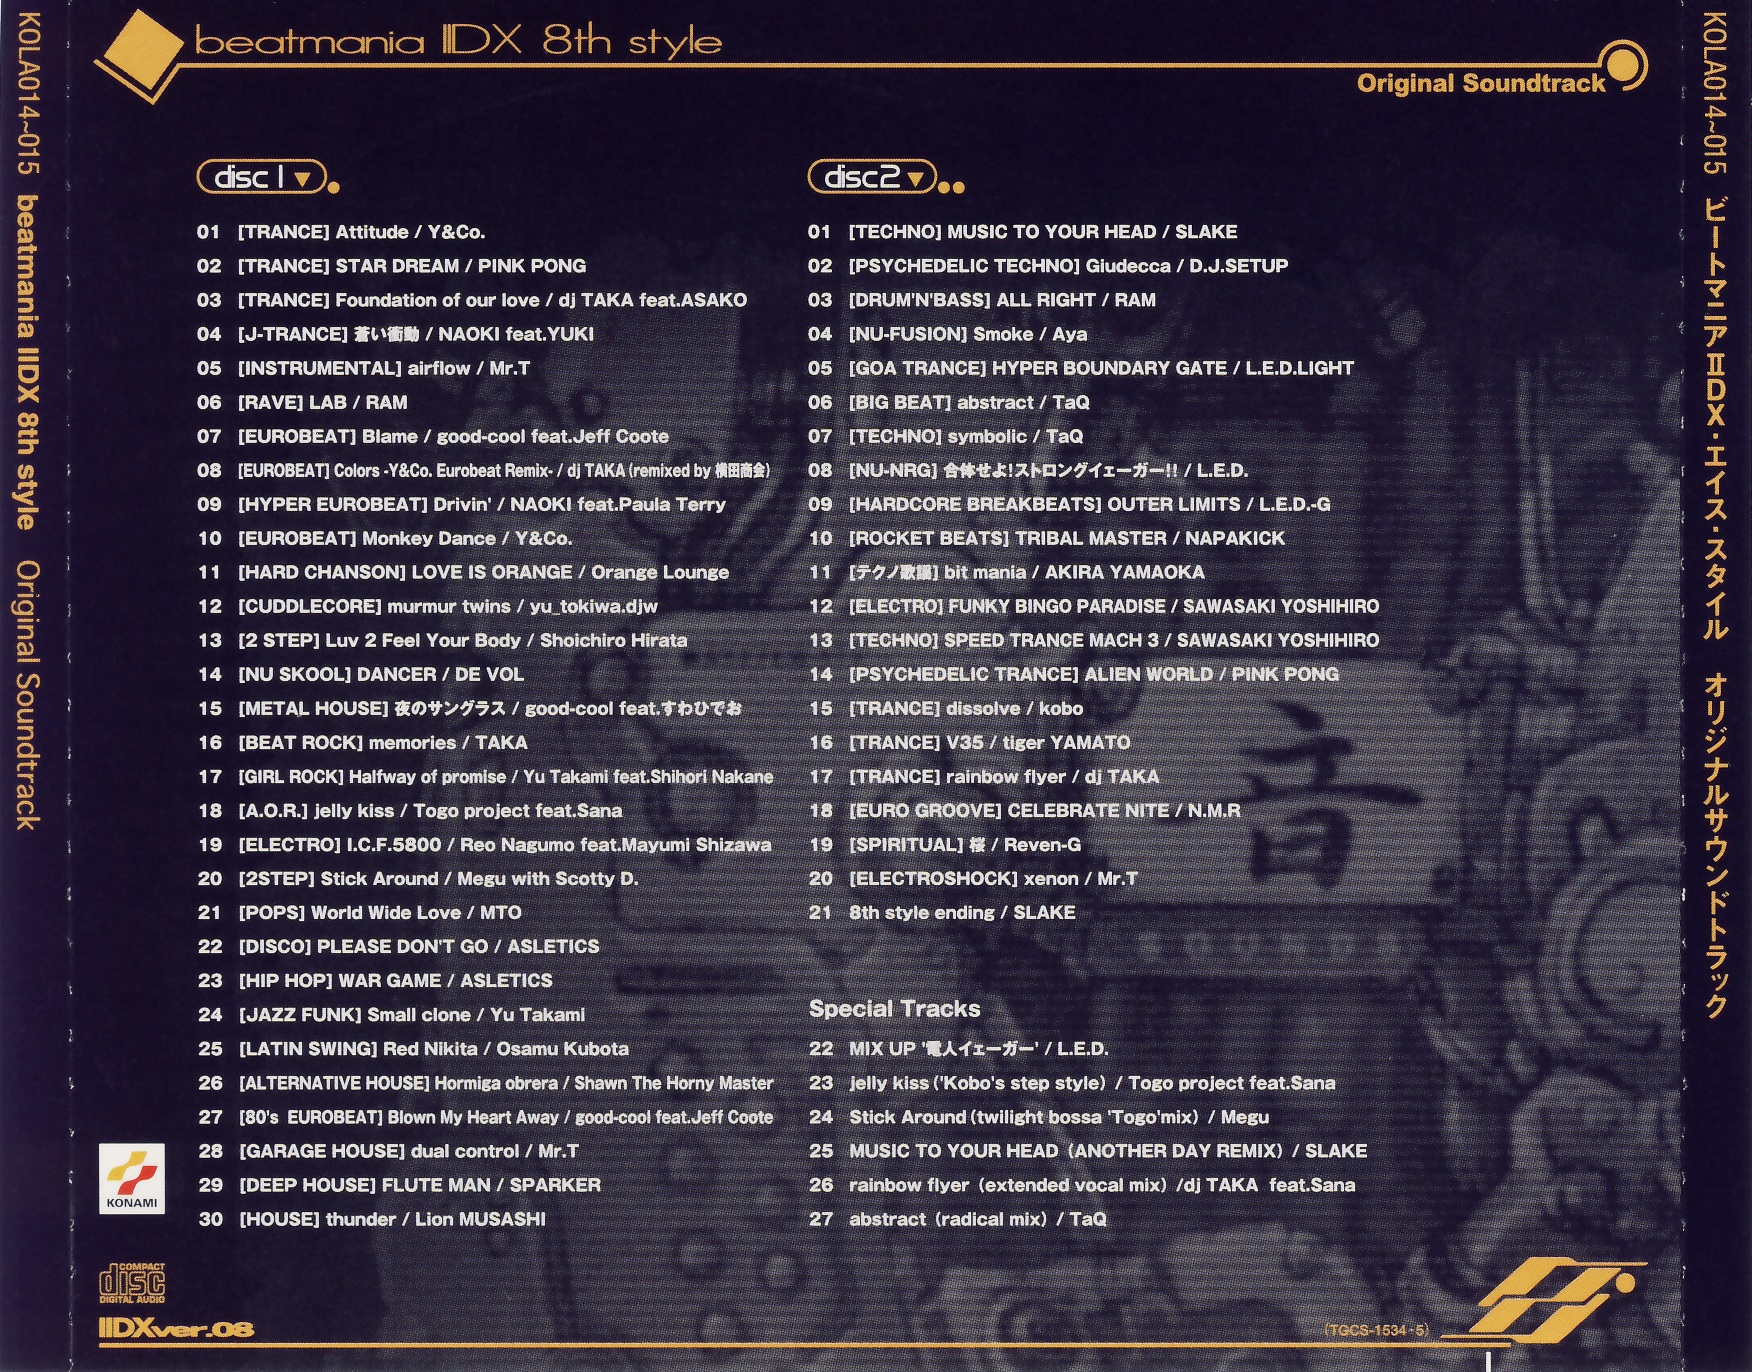 KOLA014~015 beatmania IIDX 8th style Original Soundtrack
beatmania IIDX 8th style
Original Soundtrack
disc 1
01 [TRANCE] Attitude / Y&Co.
02 [TRANCE] STAR DREAM / PINK PONG
03 [TRANCE] Foundation of our love / dj TAKA feat.ASAKO
04 [J-TRANCE] 蒼い衝動 / NAOKI feat.YUKI
05 [INSTRUMENTAL] airflow / Mr.T
06 [RAVE] LAB / RAM
07 [EUROBEAT] Blame / good-cool feat.Jeff Coote
08 [EUROBEAT] Colors -Y&Co. Eurobeat Remix- / dj TAKA (remixed by 横田商会)
09 [HYPER EUROBEAT] Drivin' / NAOKI feat.Paula Terry
10 [EUROBEAT] Monkey Dance / Y&Co.
11 [HARD CHANSON] LOVE IS ORANGE / Orange Lounge
12 [CUDDLECORE] murmur twins / yu_tokiwa.djw
13 [2 STEP] Luv 2 Feel Your Body / Shoichiro Hirata
14 [NU SKOOL] DANCER / DE VOL
15 [METAL HOUSE] 夜のサングラス / good-cool feat.すわひでお
16 [BEAT ROCK] memories / TAKA
17 [GIRL ROCK] Halfway of promise / Yu Takami feat.Shihori Nakane
18 [A.O.R.] jelly kiss / Togo project feat.Sana
19 [ELECTRO] I.C.F.5800 / Reo Nagumo feat.Mayumi Shizawa
20 [2STEP] Stick Around / Megu with Scotty D.
21 [POPS] World Wide Love / MTO
22 [DISCO] PLEASE DON'T GO / ASLETICS
23 [HIP HOP] WAR GAME / ASLETICS
24 [JAZZ FUNK] Small clone / Yu Takami
25 [LATIN SWING] Red Nikita / Osamu Kubota
26 [ALTERNATIVE HOUSE] Hormiga obrera / Shawn The Horny Master
27 [80's EUROBEAT] Blown My Heart Away / good-cool feat.Jeff Coote
28 [GARAGE HOUSE] dual control / Mr.T
29 [DEEP HOUSE] FLUTE MAN / SPARKER
30 [HOUSE] thunder / Lion MUSASHI
disc2
01 [TECHNO] MUSIC TO YOUR HEAD / SLAKE
02 [PSYCHEDELIC TECHNO] Giudecca / D.J.SETUP
03 [DRUM'N'BASS] ALL RIGHT / RAM
04 [NU-FUSION] Smoke / Aya
05 [GOA TRANCE] HYPER BOUNDARY GATE / L.E.D.LIGHT
06 [BIG BEAT] abstract / TaQ
07 [TECHNO] symbolic / TaQ
08 [NU-NRG] 合体せよ!ストロングイェーガー!! / L.E.D.
09 [HARDCORE BREAKBEATS] OUTER LIMITS / L.E.D.-G
10 [ROCKET BEATS] TRIBAL MASTER / NAPAKICK
11 [テクノ歌謡] bit mania / AKIRA YAMAOKA
12 [ELECTRO] FUNKY BINGO PARADISE / SAWASAKI YOSHIHIRO
13 [TECHNO] SPEED TRANCE MACH 3 / SAWASAKI YOSHIHIRO
14 [PSYCHEDELIC TRANCE] ALIEN WORLD / PINK PONG
15 [TRANCE] dissolve / kobo
16 [TRANCE] V35 / tiger YAMATO
17 [TRANCE] rainbow flyer / dj TAKA
18 [EURO GROOVE] CELEBRATE NITE / N.M.R
19 [SPIRITUAL] 桜 / Reven-G
20 [ELECTROSHOCK] xenon / Mr.T
21 8th style ending / SLAKE
Special Tracks
22 MIX UP '電人イェーガー' / L.E.D.
23 jelly kiss ('Kobo's step style) / Togo project feat.Sana
24 Stick Around (twilight bossa 'Togo'mix) / Megu
25 MUSIC TO YOUR HEAD (ANOTHER DAY REMIX) / SLAKE
26 rainbow flyer (extended vocal mix) /dj TAKA feat.Sana
27 abstract (radical mix) / TaQ
音
KONAMI
COMPACT
disc
DIGITAL AUDIO
IIDXver.08
(TGCS-1534・5)
KOLA014~015 ビートマニアIIDX・エイス・スタイル オリジナルサウンドトラック